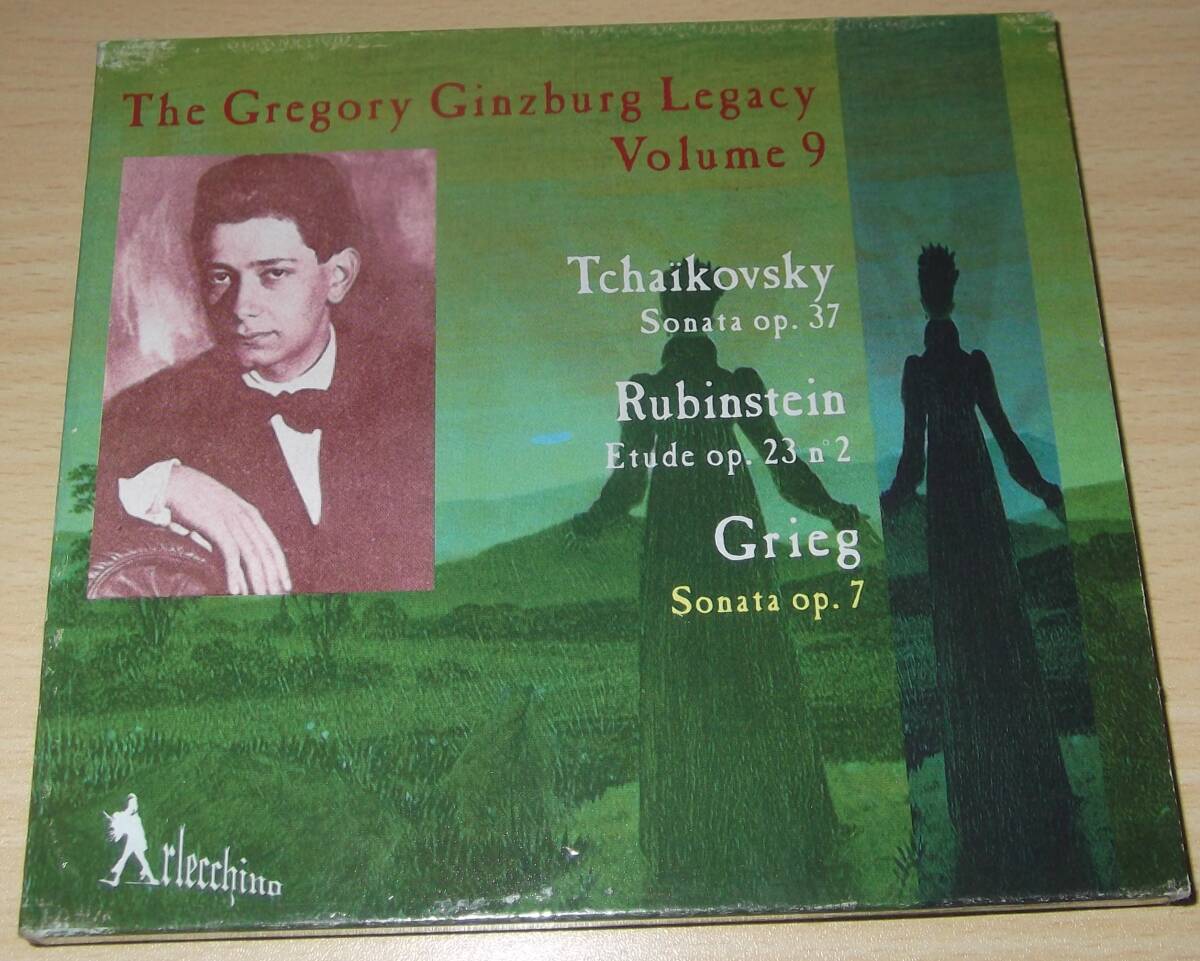 The Gregory Ginzburg Legacy
Volume 9
Tchaïkovsky
Sonata op. 37
Rubinstein
Etude op. 23 n°2
Grieg
Sonata op. 7
Arlecchino